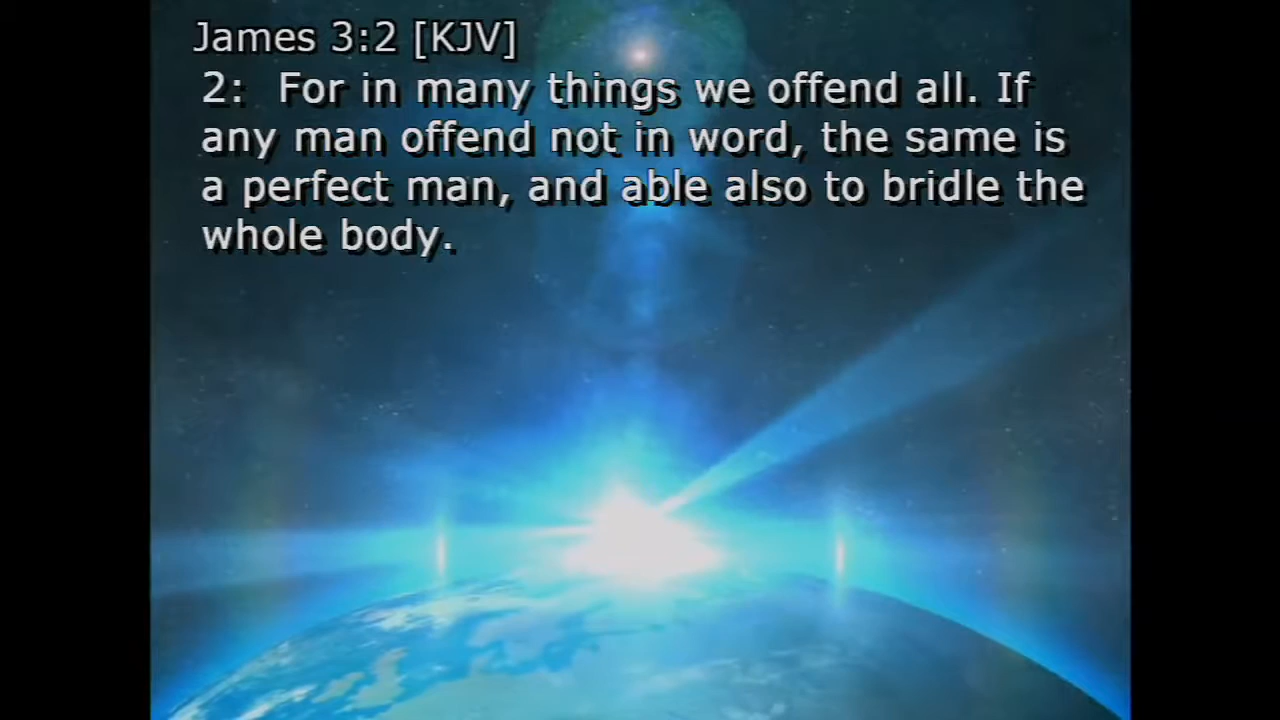 James 3:2 [KJV]
2: For in many things we offend all. If
any man offend not in word, the same is
a perfect man, and able also to bridle the
whole body.